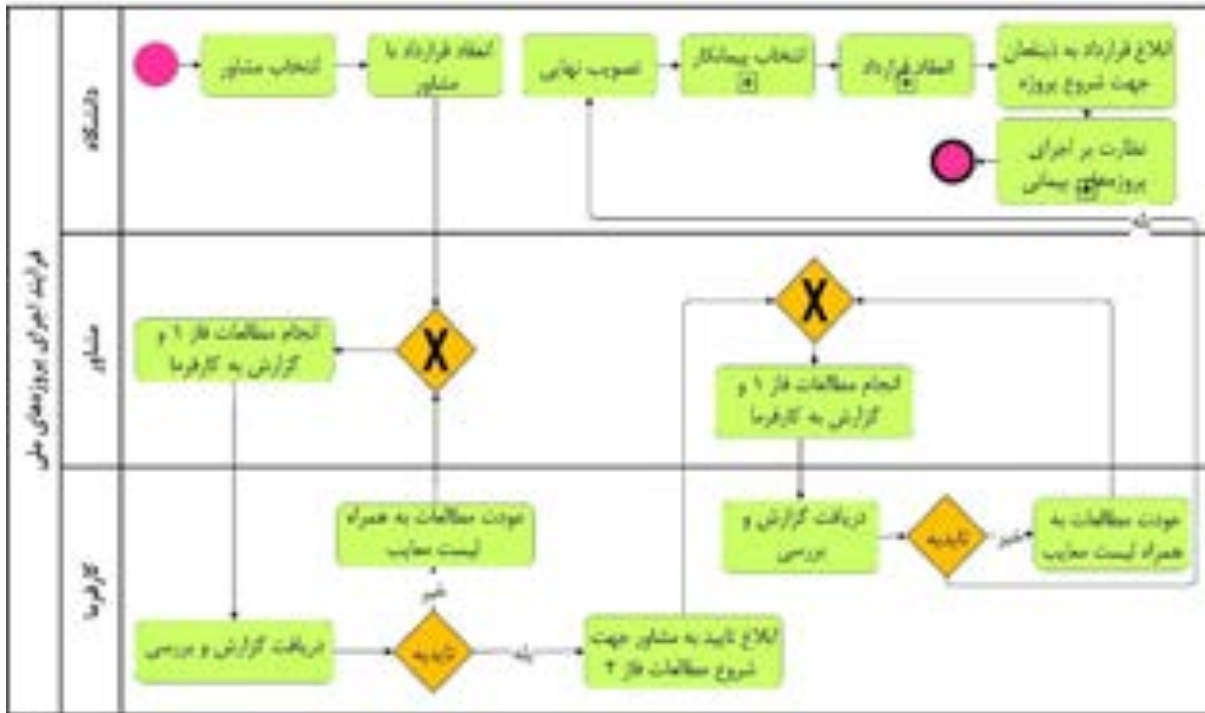 فرایند اجرای پروژه‌های ملی
دانشگاه
انتخاب مشاور
انعقاد قرارداد با
مشاور
تصویب نهایی
انتخاب پیمانکار
انعقاد قرارداد
ابلاغ قرارداد به ذینفعان
جهت شروع پروژه
نظارت بر اجرای
پروژه‌های پیمانی
بله
مشاور
X
انجام مطالعات فاز ۱ و
گزارش به کارفرما
X
انجام مطالعات فاز ۱ و
گزارش به کارفرما
کارفرما
دریافت گزارش و بررسی
تاییدیه
خیر
عودت مطالعات به همراه
لیست معایب
بله
ابلاغ تایید به مشاور جهت
شروع مطالعات فاز ۲
دریافت گزارش و
بررسی
تاییدیه
خیر
عودت مطالعات به
همراه لیست معایب